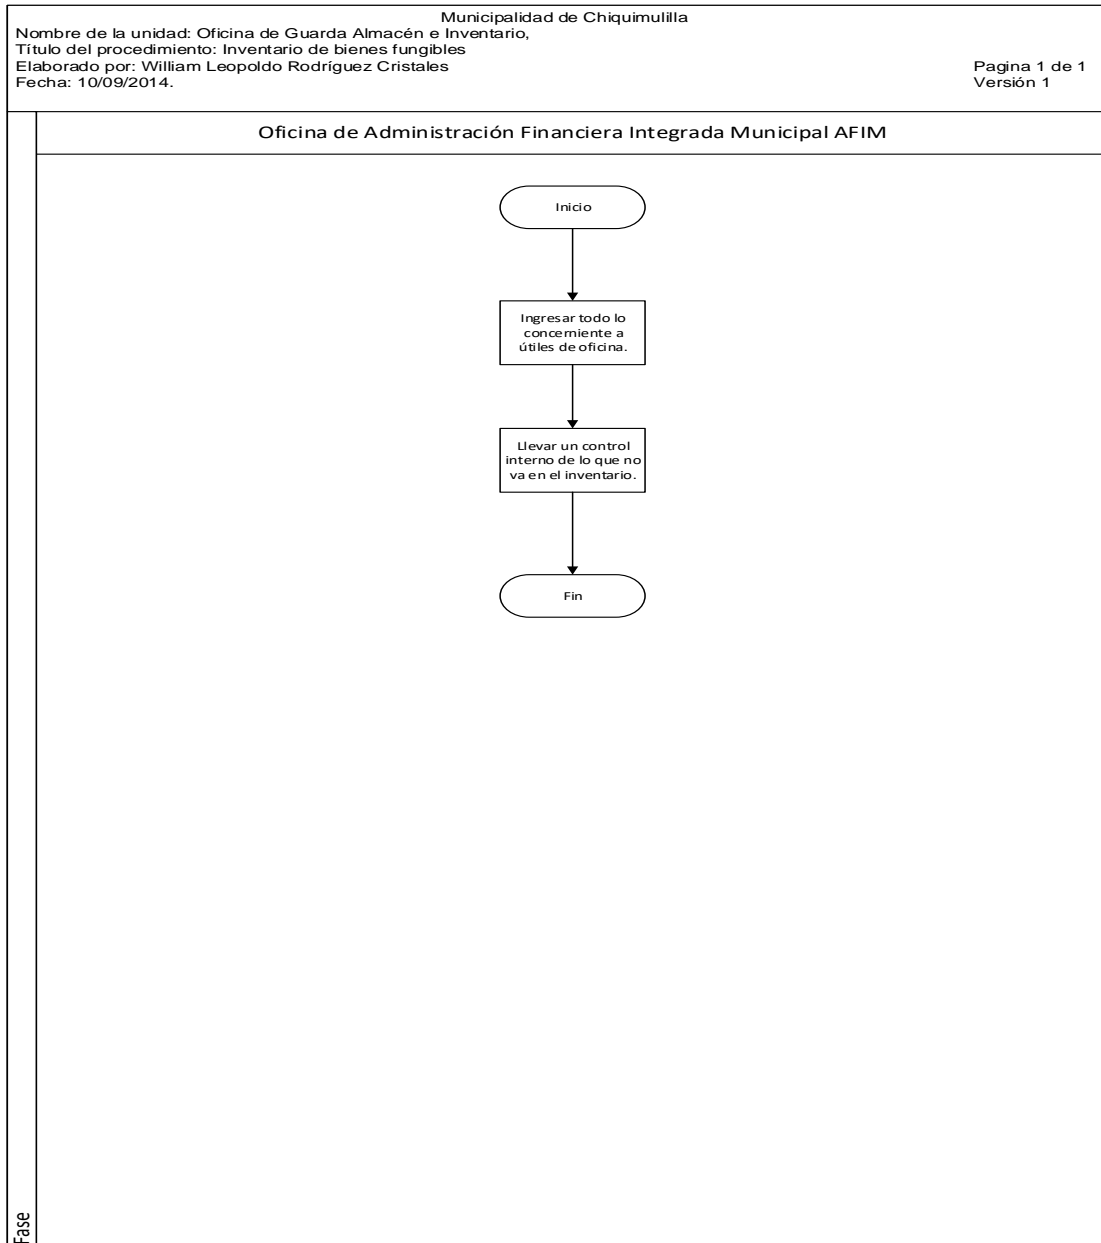 Municipalidad de Chiquimulilla
Nombre de la unidad: Oficina de Guarda Almacén e Inventario,
Título del procedimiento: Inventario de bienes fungibles
Elaborado por: William Leopoldo Rodríguez Cristales
Pagina 1 de 1
Fecha: 10/09/2014.
Versión 1
Oficina de Administración Financiera Integrada Municipal AFIM
Inicio
Ingresar todo lo
concerniente a
útiles de oficina.
Llevar un control
interno de lo que no
va en el inventario.
Fin
Fase